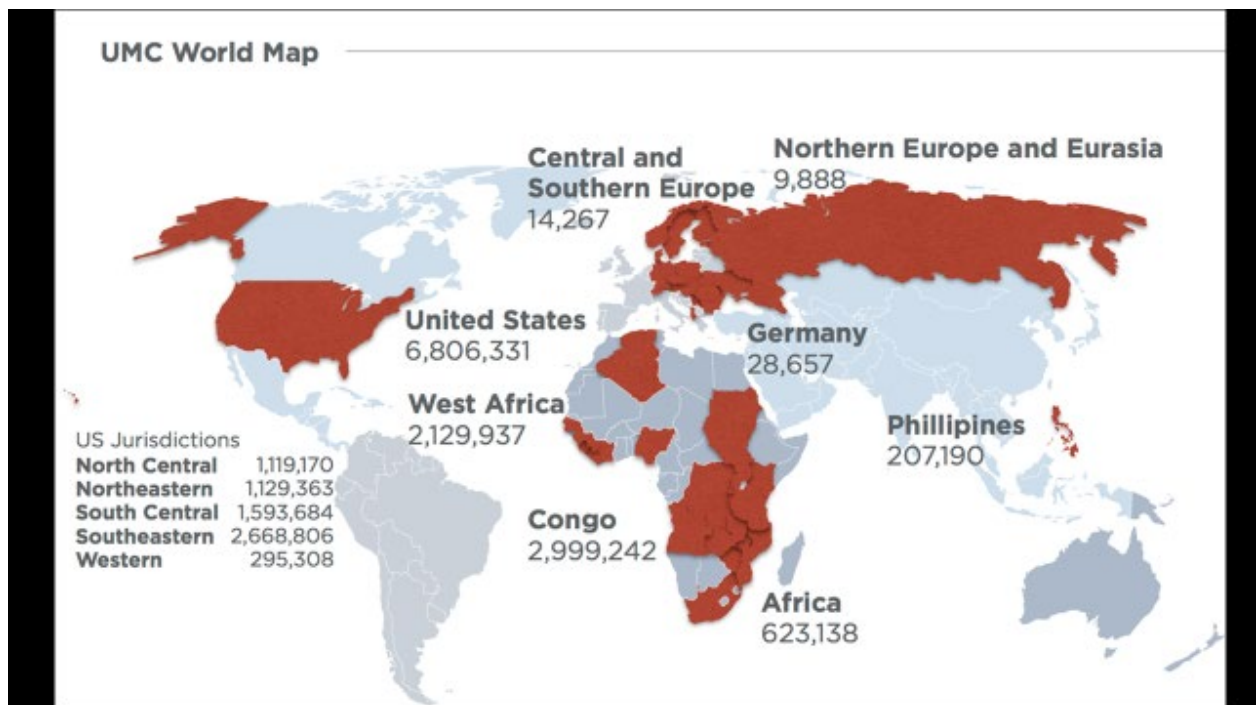 UMC World Map
Northern Europe and Eurasia
9,888
Central and
Southern Europe
14,267
United States
6,806,331
Germany
28,657
West Africa
2,129,937
Phillipines
207,190
US Jurisdictions
North Central 1,119,170
Northeastern 1,129,363
South Central 1,593,684
Southeastern 2,668,806
Western 295,308
Congo
2,999,242
Africa
623,138